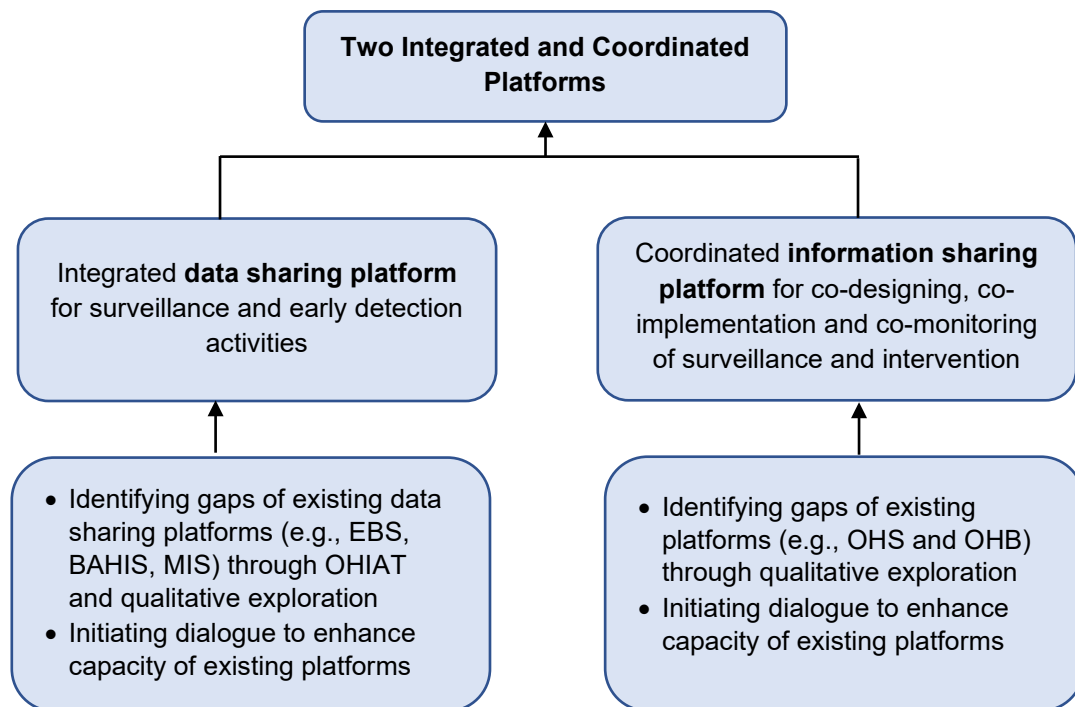 Two Integrated and Coordinated
Platforms
Integrated data sharing platform
for surveillance and early detection
activities
Coordinated information sharing
platform for co-designing, co-
implementation and co-monitoring
of surveillance and intervention
• Identifying gaps of existing data
sharing platforms (e.g., EBS,
BAHIS, MIS) through OHIAT
and qualitative exploration
• Initiating dialogue to enhance
capacity of existing platforms
• Identifying gaps of existing
platforms (e.g., OHS and OHB)
through qualitative exploration
• Initiating dialogue to enhance
capacity of existing platforms